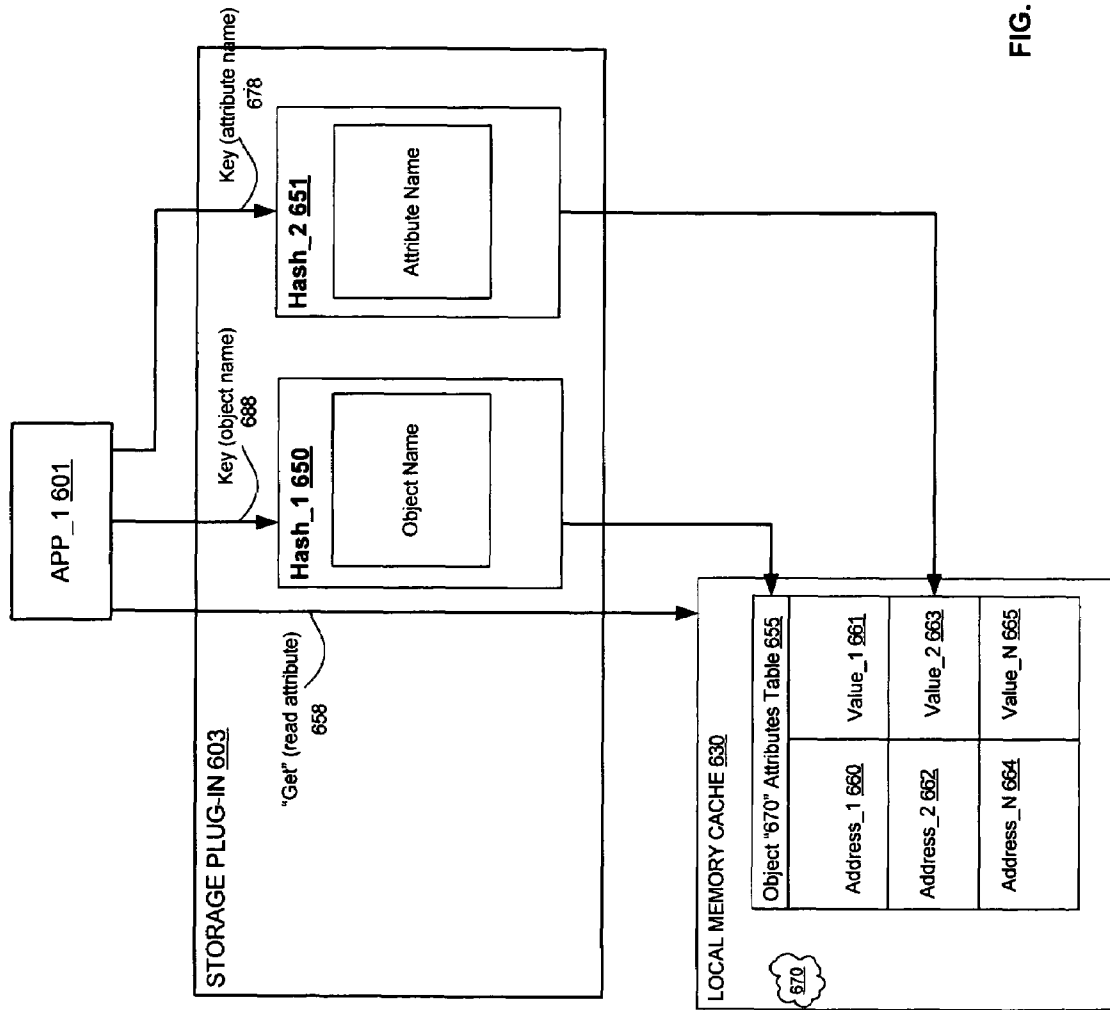 APP_1 601
Key (attribute name)
678
Key (object name)
688
"Get" (read attribute)
658
STORAGE PLUG-IN 603
Hash_1 650
Object Name
Hash_2 651
Attribute Name
LOCAL MEMORY CACHE 630
670
Object "670" Attributes Table 655
Address_1 660
Value_1 661
Address_2 662
Value_2 663
Address_N 664
Value_N 665
FIG.